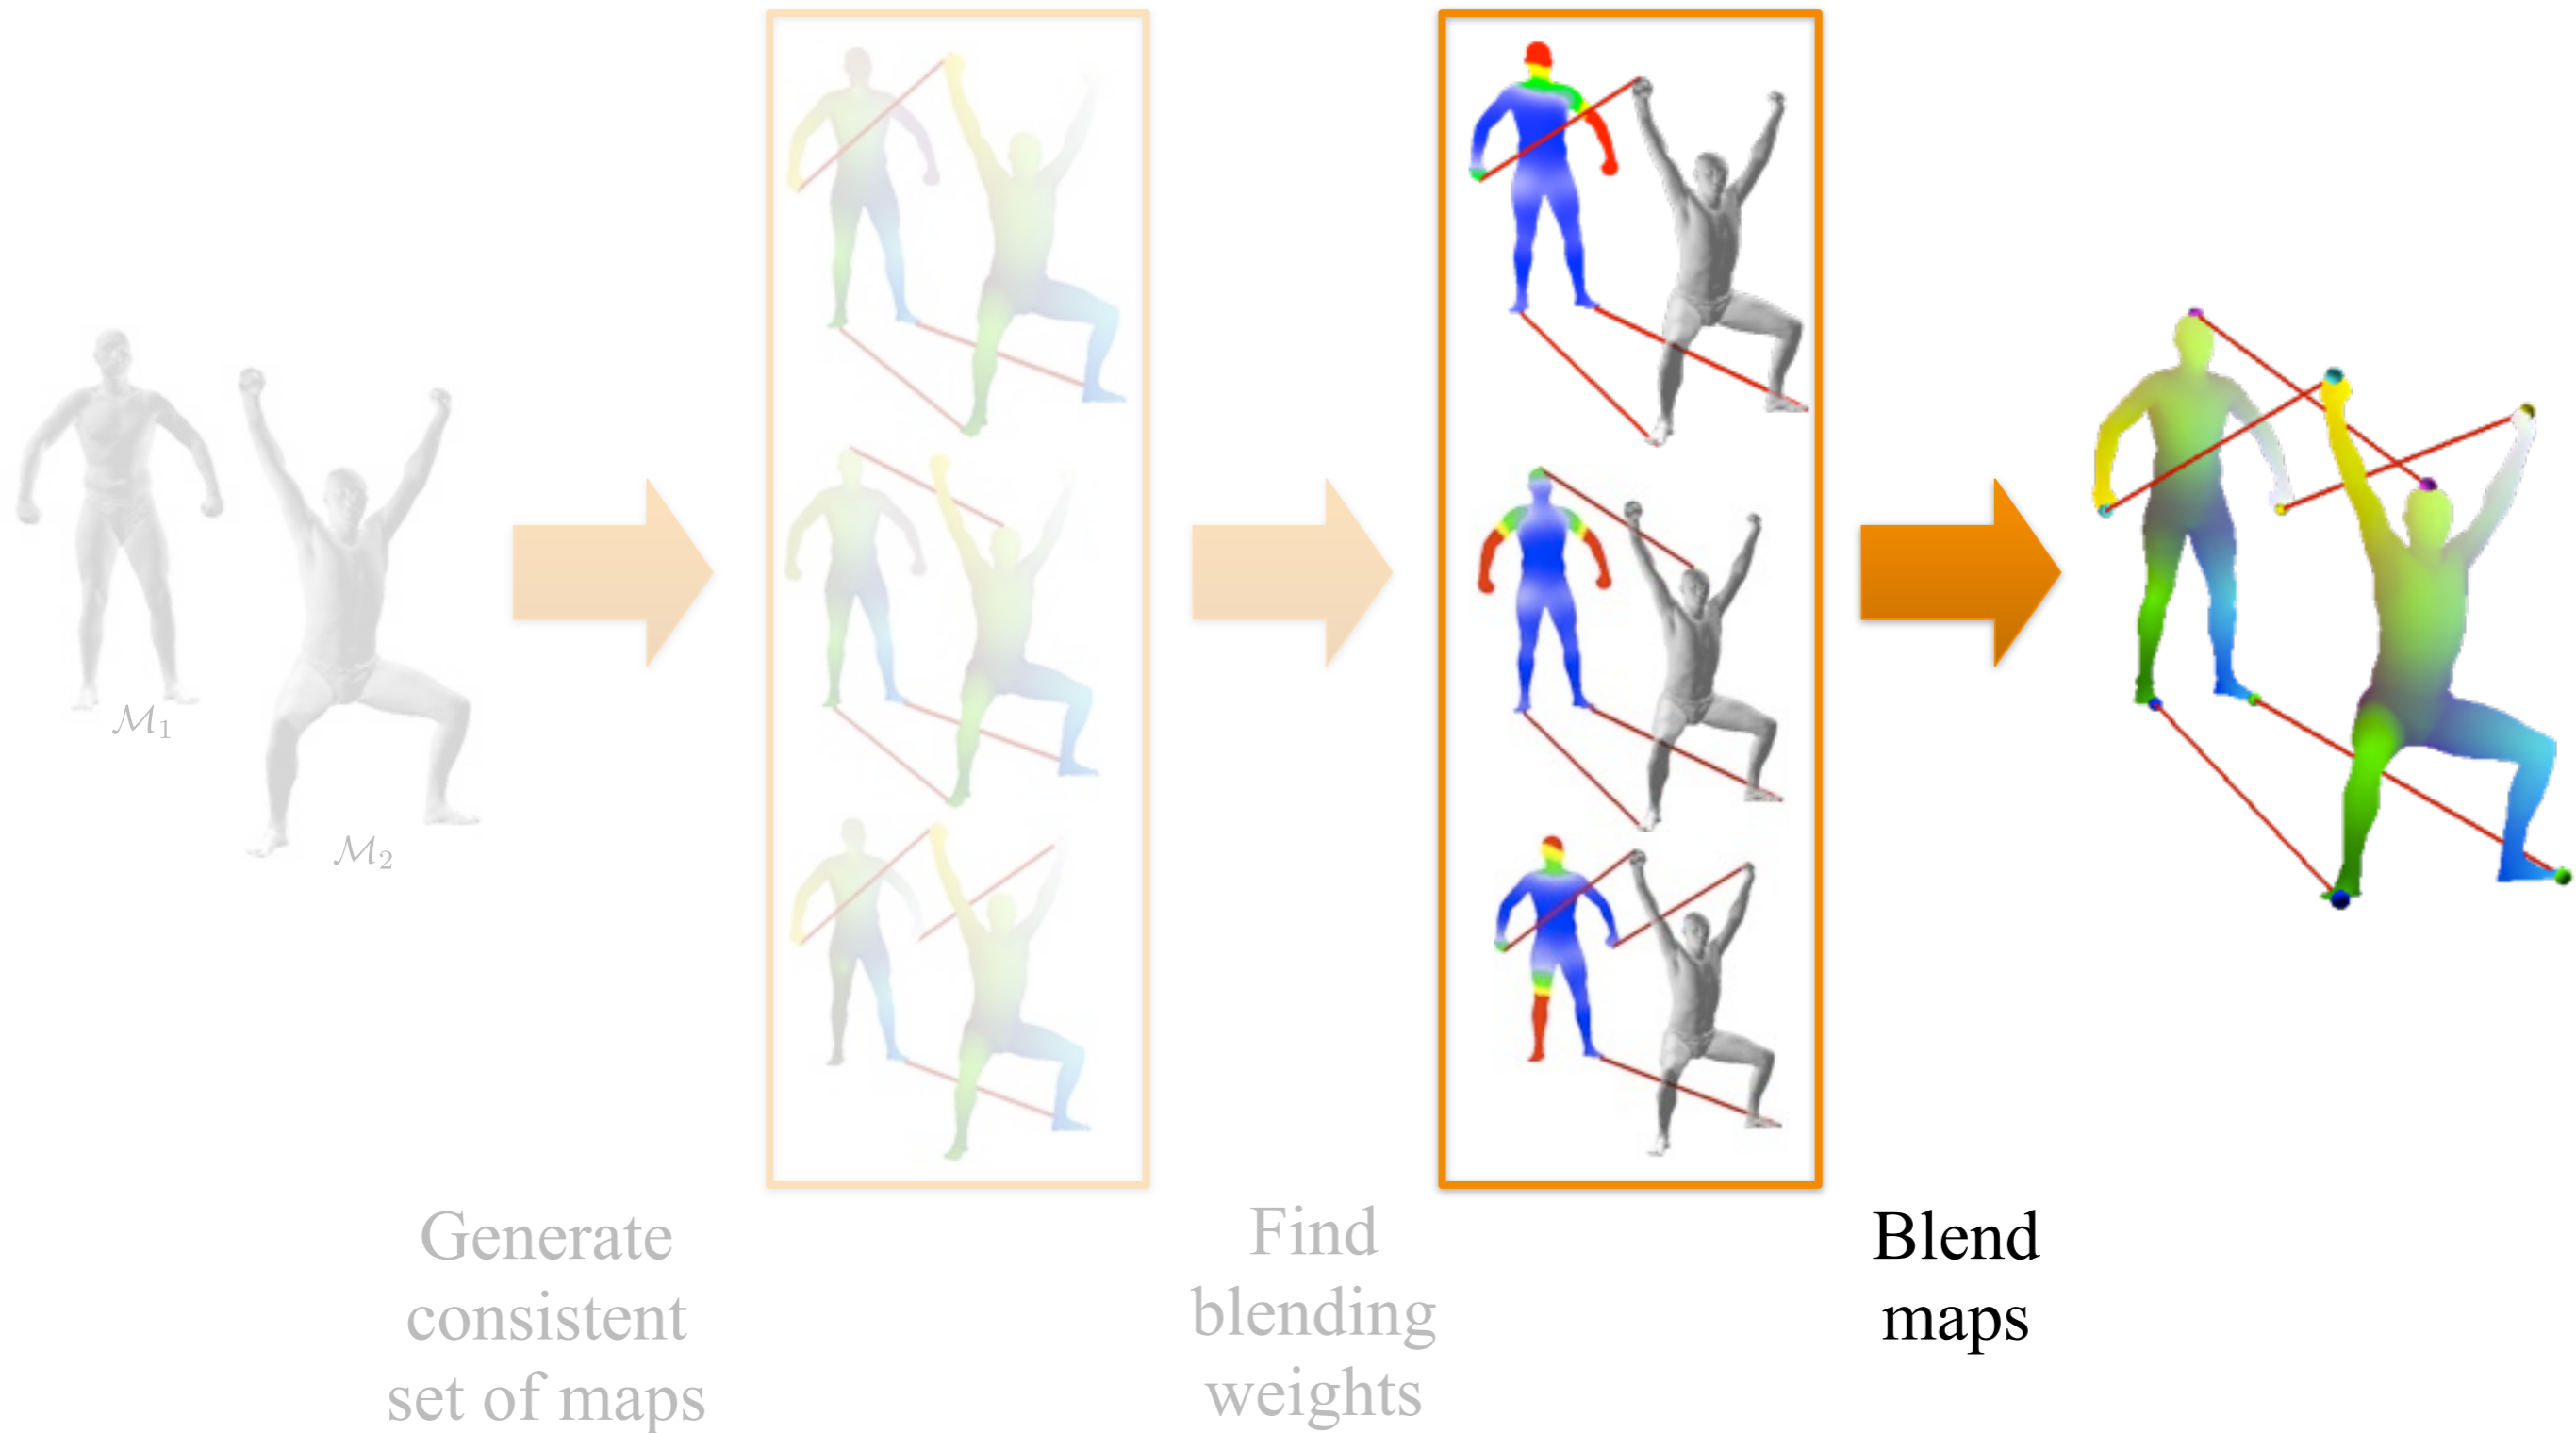 ℳ₁
ℳ₂
Generate
consistent
set of maps
Find
blending
weights
Blend
maps